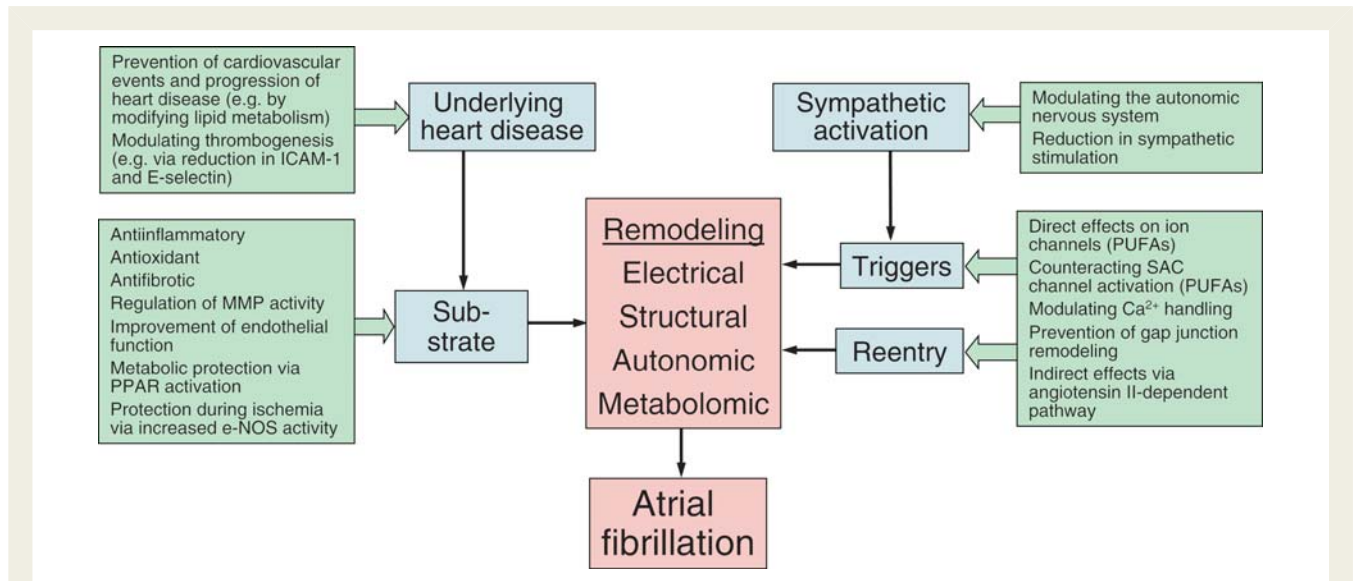 Prevention of cardiovascular
events and progression of
heart disease (e.g. by
modifying lipid metabolism)
Modulating thrombogenesis
(e.g. via reduction in ICAM-1
and E-selectin)
Underlying
heart disease
Sympathetic
activation
Modulating the autonomic
nervous system
Reduction in sympathetic
stimulation
Antiinflammatory
Antioxidant
Antifibrotic
Regulation of MMP activity
Improvement of endothelial
function
Metabolic protection via
PPAR activation
Protection during ischemia
via increased e-NOS activity
Sub-
strate
Remodeling
Electrical
Structural
Autonomic
Metabolomic
Triggers
Reentry
Direct effects on ion
channels (PUFAs)
Counteracting SAC
channel activation (PUFAs)
Modulating Ca²⁺ handling
Prevention of gap junction
remodeling
Indirect effects via
angiotensin II-dependent
pathway
Atrial
fibrillation